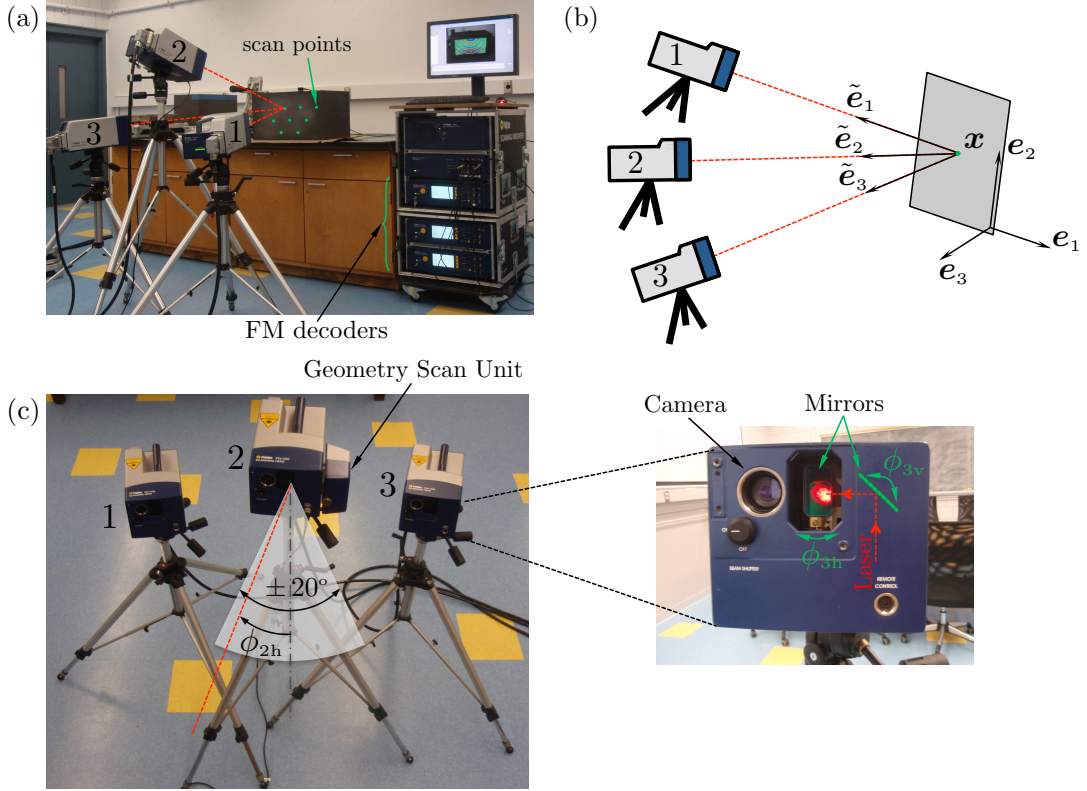 (a)
2
scan points
3
1
FM decoders
(b)
1
2
3
ẽ₁
ẽ₂
ẽ₃
x
e₂
e₁
e₃
(c)
Geometry Scan Unit
1
2
3
± 20°
ϕ₂ₕ
Camera
Mirrors
ϕ₃ᵥ
ϕ₃ₕ
Laser
OFF
BEAM SHUTTER
REMOTE
CONTROL